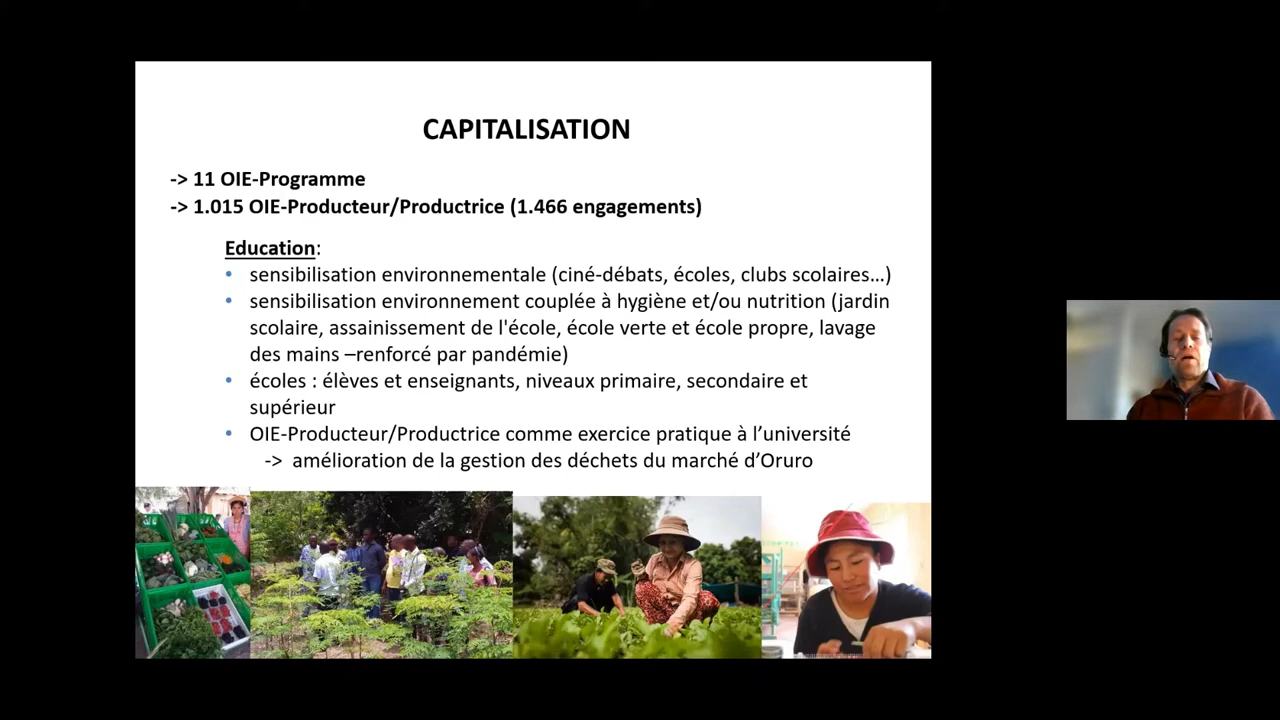 CAPITALISATION
-> 11 OIE-Programme
-> 1.015 OIE-Producteur/Productrice (1.466 engagements)
Education:
• sensibilisation environnementale (ciné-débats, écoles, clubs scolaires…)
• sensibilisation environnement couplée à hygiène et/ou nutrition (jardin
scolaire, assainissement de l'école, école verte et école propre, lavage
des mains –renforcé par pandémie)
• écoles : élèves et enseignants, niveaux primaire, secondaire et
supérieur
• OIE-Producteur/Productrice comme exercice pratique à l’université
-> amélioration de la gestion des déchets du marché d’Oruro